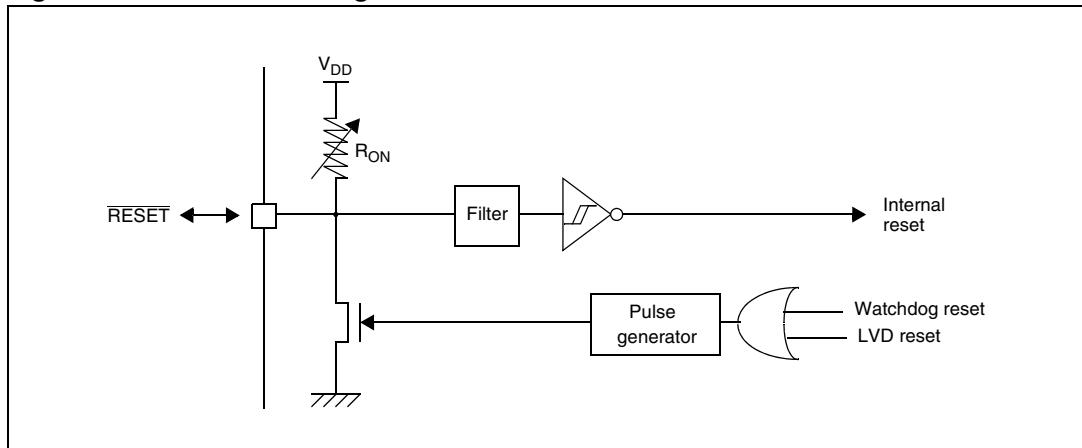 V_DD
R_ON
RESET
Filter
Internal
reset
Pulse
generator
Watchdog reset
LVD reset